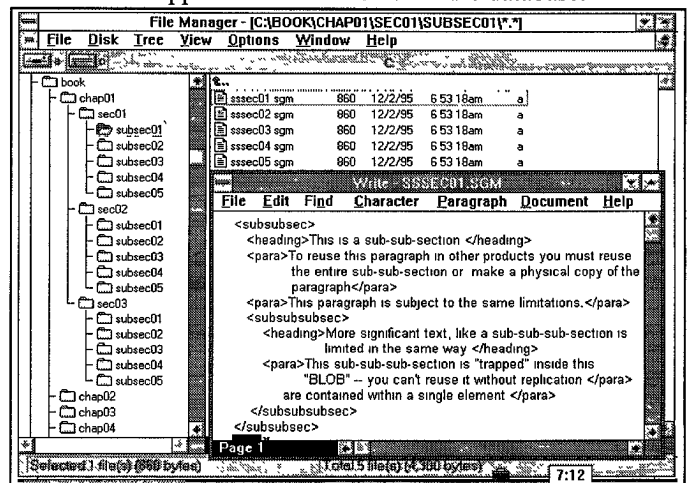 File Manager - [C:\BOOK\CHAP01\SEC01\SUBSEC01\*.*]
File Disk Tree View Options Window Help
C:
book
chap01
sec01
subsec01
subsec02
subsec03
subsec04
subsec05
sec02
subsec01
subsec02
subsec03
subsec04
subsec05
sec03
subsec01
subsec02
subsec03
subsec04
subsec05
chap02
chap03
chap04
sssec01 sgm 860 12/2/95 6 53 18am a
sssec02 sgm 860 12/2/95 6 53 18am a
sssec03 sgm 860 12/2/95 6 53 18am a
sssec04 sgm 860 12/2/95 6 53 18am a
sssec05 sgm 860 12/2/95 6 53 18am a
Write - SSSEC01.SGM
File Edit Find Character Paragraph Document Help
<subsubsec>
<heading>This is a sub-sub-section </heading>
<para>To reuse this paragraph in other products you must reuse
the entire sub-sub-section or make a physical copy of the
paragraph</para>
<para>This paragraph is subject to the same limitations.</para>
<subsubsubsec>
<heading>More significant text, like a sub-sub-sub-section is
limited in the same way </heading>
<para>This sub-sub-sub-section is "trapped" inside this
"BLOB" -- you can't reuse it without replication </para>
are contained within a single element </para>
</subsubsubsec>
</subsubsec>
Page 1
Selected 1 file(s) (860 bytes)
Total 5 file(s) (4,300 bytes)
7:12